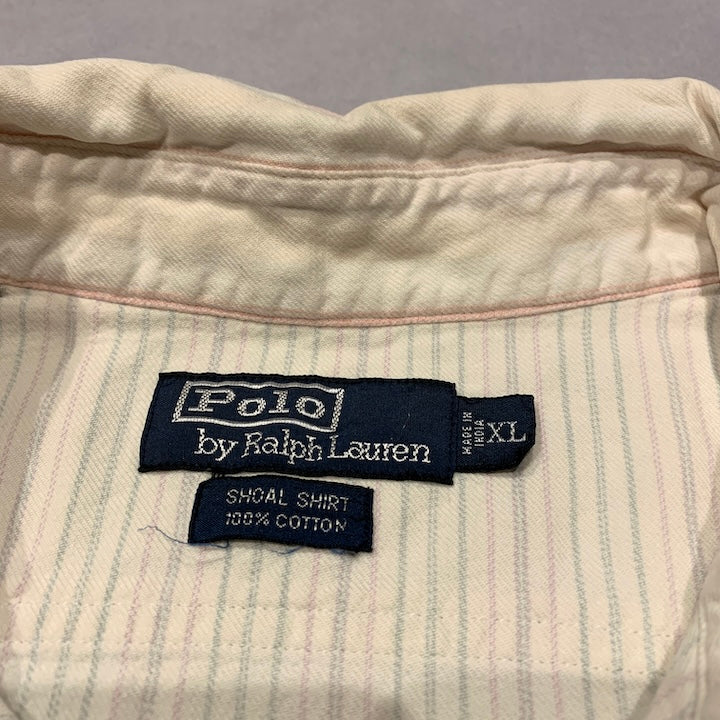 Polo
by Ralph Lauren
MADE IN
INDIA
XL
SHOAL SHIRT
100% COTTON